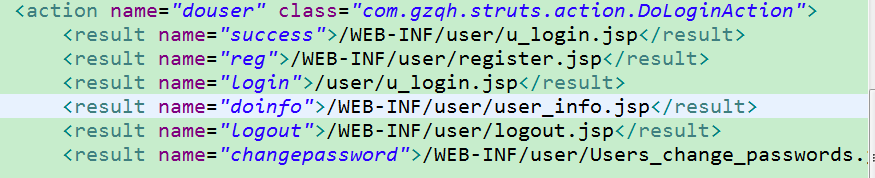 <action name="douser" class="com.gzqh.struts.action.DoLoginAction">
<result name="success">/WEB-INF/user/u_login.jsp</result>
<result name="reg">/WEB-INF/user/register.jsp</result>
<result name="login">/user/u_login.jsp</result>
<result name="doinfo">/WEB-INF/user/user_info.jsp</result>
<result name="logout">/WEB-INF/user/logout.jsp</result>
<result name="changepassword">/WEB-INF/user/Users_change_passwords.